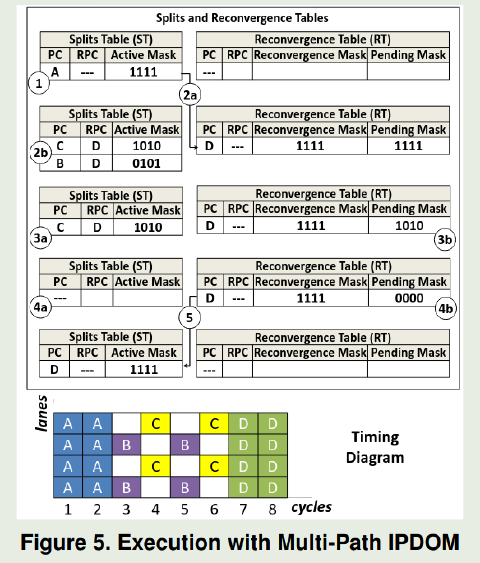 Splits and Reconvergence Tables
Splits Table (ST)
PC RPC Active Mask
A --- 1111
1
Reconvergence Table (RT)
PC RPC Reconvergence Mask Pending Mask
---
2a
Splits Table (ST)
PC RPC Active Mask
C D 1010
B D 0101
2b
Reconvergence Table (RT)
PC RPC Reconvergence Mask Pending Mask
D --- 1111 1111
Splits Table (ST)
PC RPC Active Mask
C D 1010
3a
Reconvergence Table (RT)
PC RPC Reconvergence Mask Pending Mask
D --- 1111 1010
3b
Splits Table (ST)
PC RPC Active Mask
---
4a
Reconvergence Table (RT)
PC RPC Reconvergence Mask Pending Mask
D --- 1111 0000
4b
5
Splits Table (ST)
PC RPC Active Mask
D --- 1111
Reconvergence Table (RT)
PC RPC Reconvergence Mask Pending Mask
---
lanes
A A C C D D
A A B B D D
A A C C D D
A A B B D D
1 2 3 4 5 6 7 8 cycles
Timing
Diagram
Figure 5. Execution with Multi-Path IPDOM